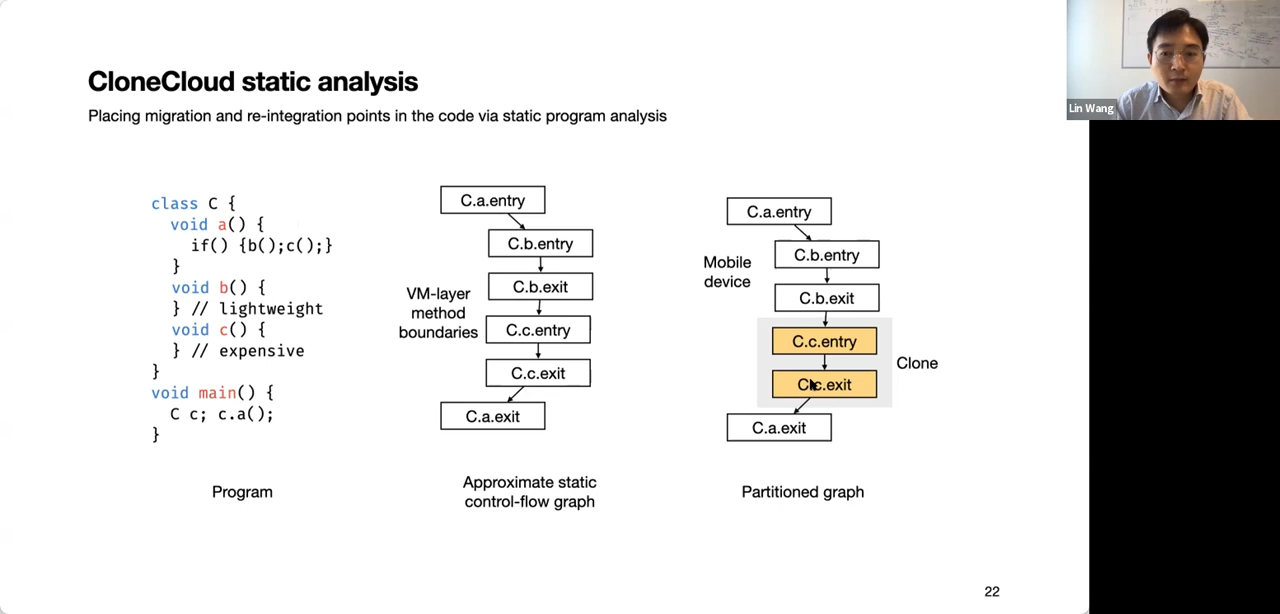 CloneCloud static analysis
Placing migration and re-integration points in the code via static program analysis
class C {
void a() {
if() {b();c();}
}
void b() {
} // lightweight
void c() {
} // expensive
}
void main() {
C c; c.a();
}
Program
VM-layer
method
boundaries
C.a.entry
C.b.entry
C.b.exit
C.c.entry
C.c.exit
C.a.exit
Approximate static
control-flow graph
Mobile
device
C.a.entry
C.b.entry
C.b.exit
C.c.entry
C.c.exit
C.a.exit
Clone
Partitioned graph
22
Lin Wang